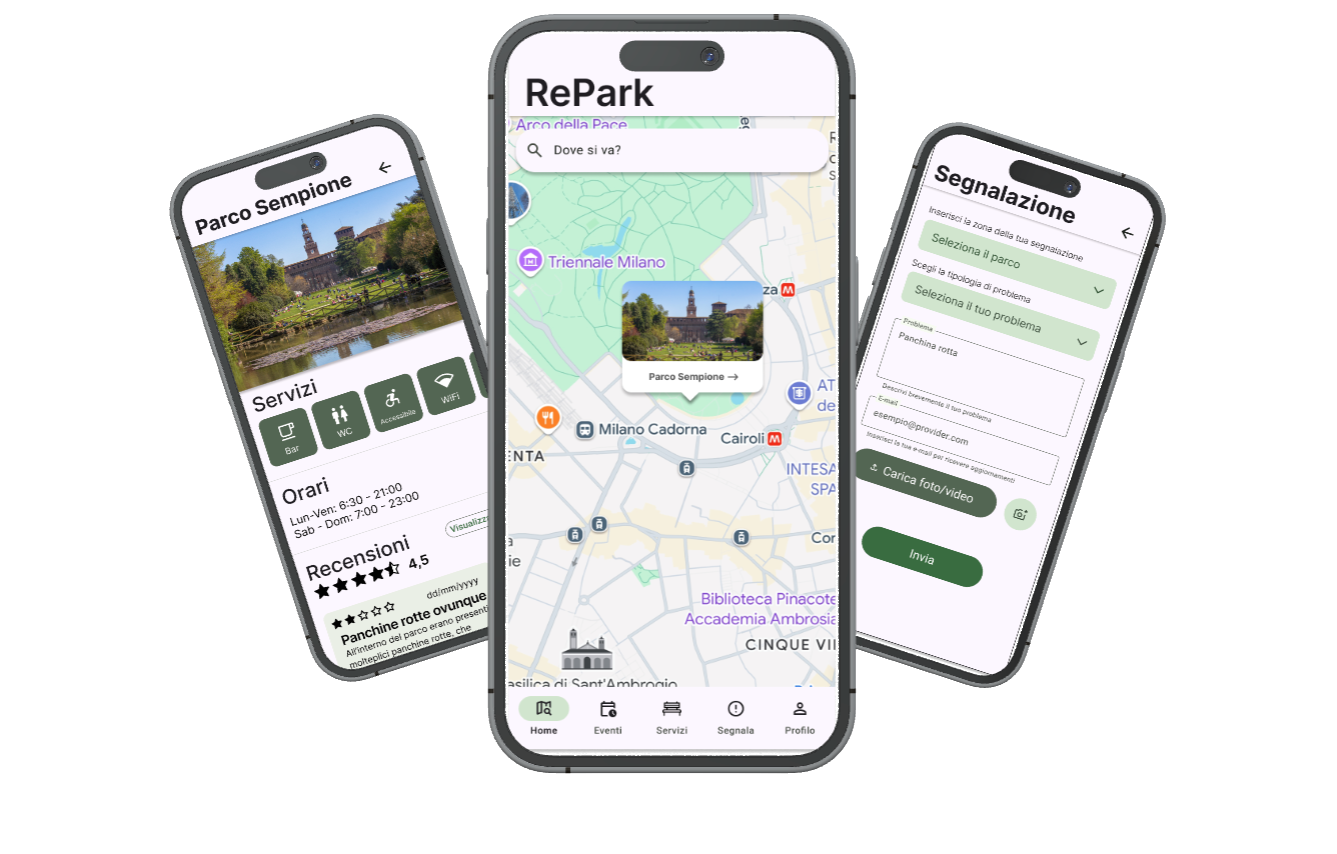 Parco Sempione
Servizi
Bar
WC
Accessibile
WiFi
Orari
Lun-Ven: 6:30 - 21:00
Sab - Dom: 7:00 - 23:00
Recensioni
4,5
dd/mm/yyyy
Panchine rotte ovunque
All'interno del parco erano presenti
molteplici panchine rotte, che
RePark
Arco della Pace
Dove si va?
Triennale Milano
za M
Parco Sempione →
AT
de
Milano Cadorna
Cairoli M
ENTA
INTESA
SPA
Cor
Biblioteca Pinacote
Accademia Ambrosia
CINQUE VII
asilica di Sant'Ambrogio
Home
Eventi
Servizi
Segnala
Profilo
Segnalazione
Inserisci la zona della tua segnalazione
Seleziona il parco
Scegli la tipologia di problema
Seleziona il tuo problema
Problema
Panchina rotta
Descrivi brevemente il tuo problema
E-mail
esempio@provider.com
Inserisci la tua e-mail per ricevere aggiornamenti
Carica foto/video
Invia